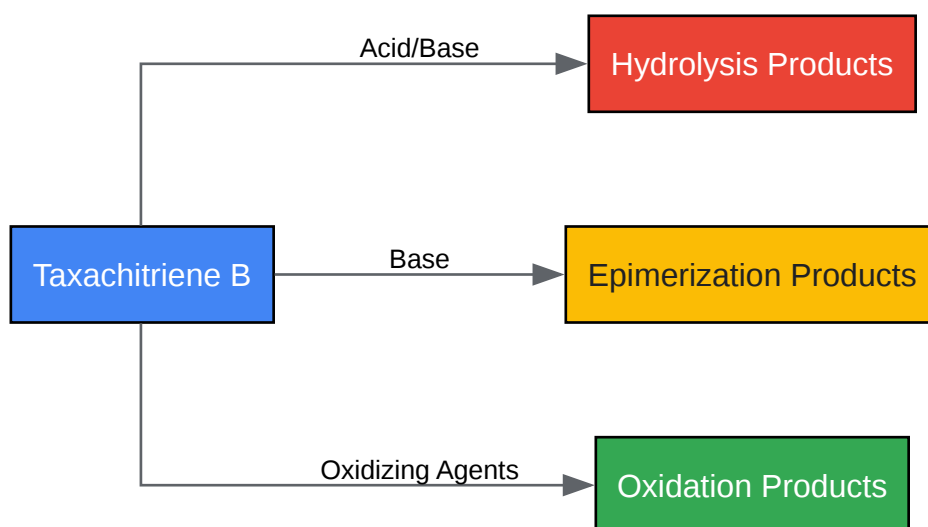 Acid/Base
Hydrolysis Products
Taxachitriene B
Base
Epimerization Products
Oxidizing Agents
Oxidation Products